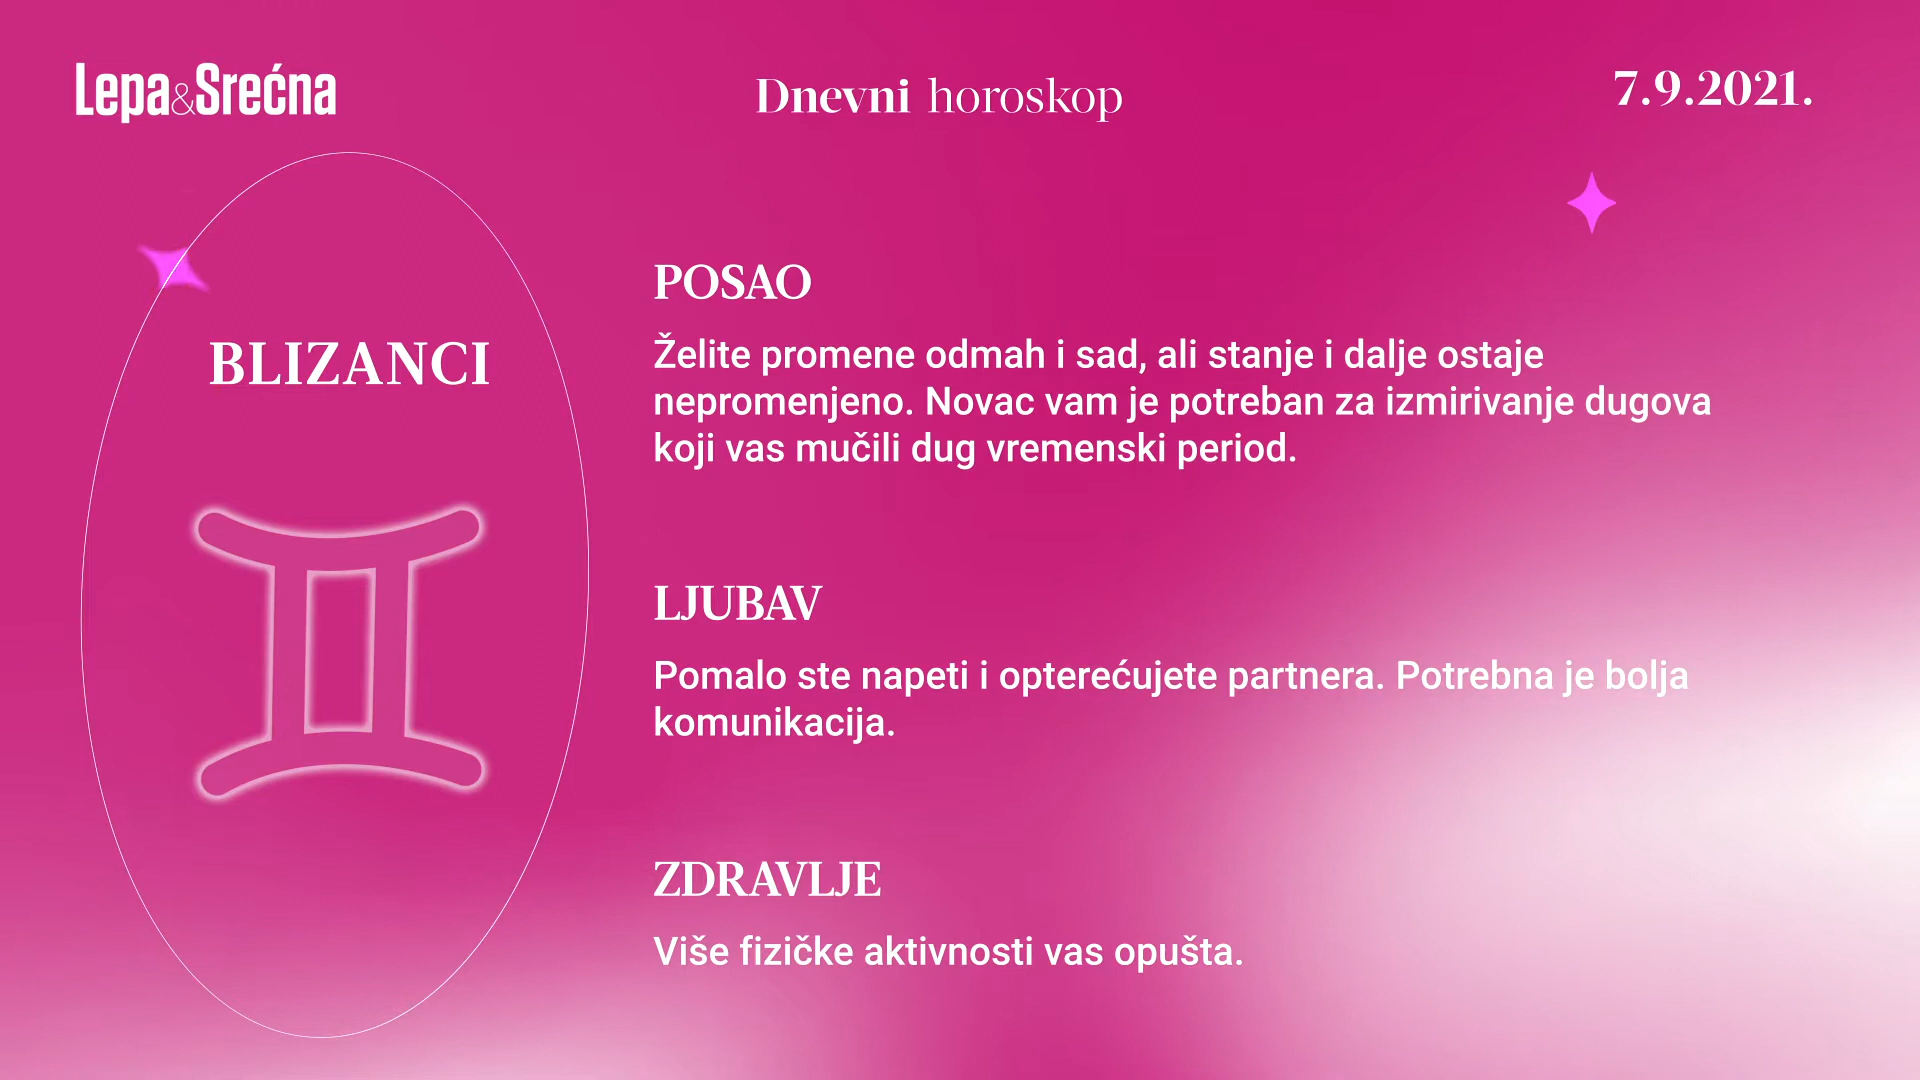 Lepa&Srećna
Dnevni horoskop
7.9.2021.
BLIZANCI
POSAO
Želite promene odmah i sad, ali stanje i dalje ostaje
nepromenjeno. Novac vam je potreban za izmirivanje dugova
koji vas mučili dug vremenski period.
LJUBAV
Pomalo ste napeti i opterećujete partnera. Potrebna je bolja
komunikacija.
ZDRAVLJE
Više fizičke aktivnosti vas opušta.